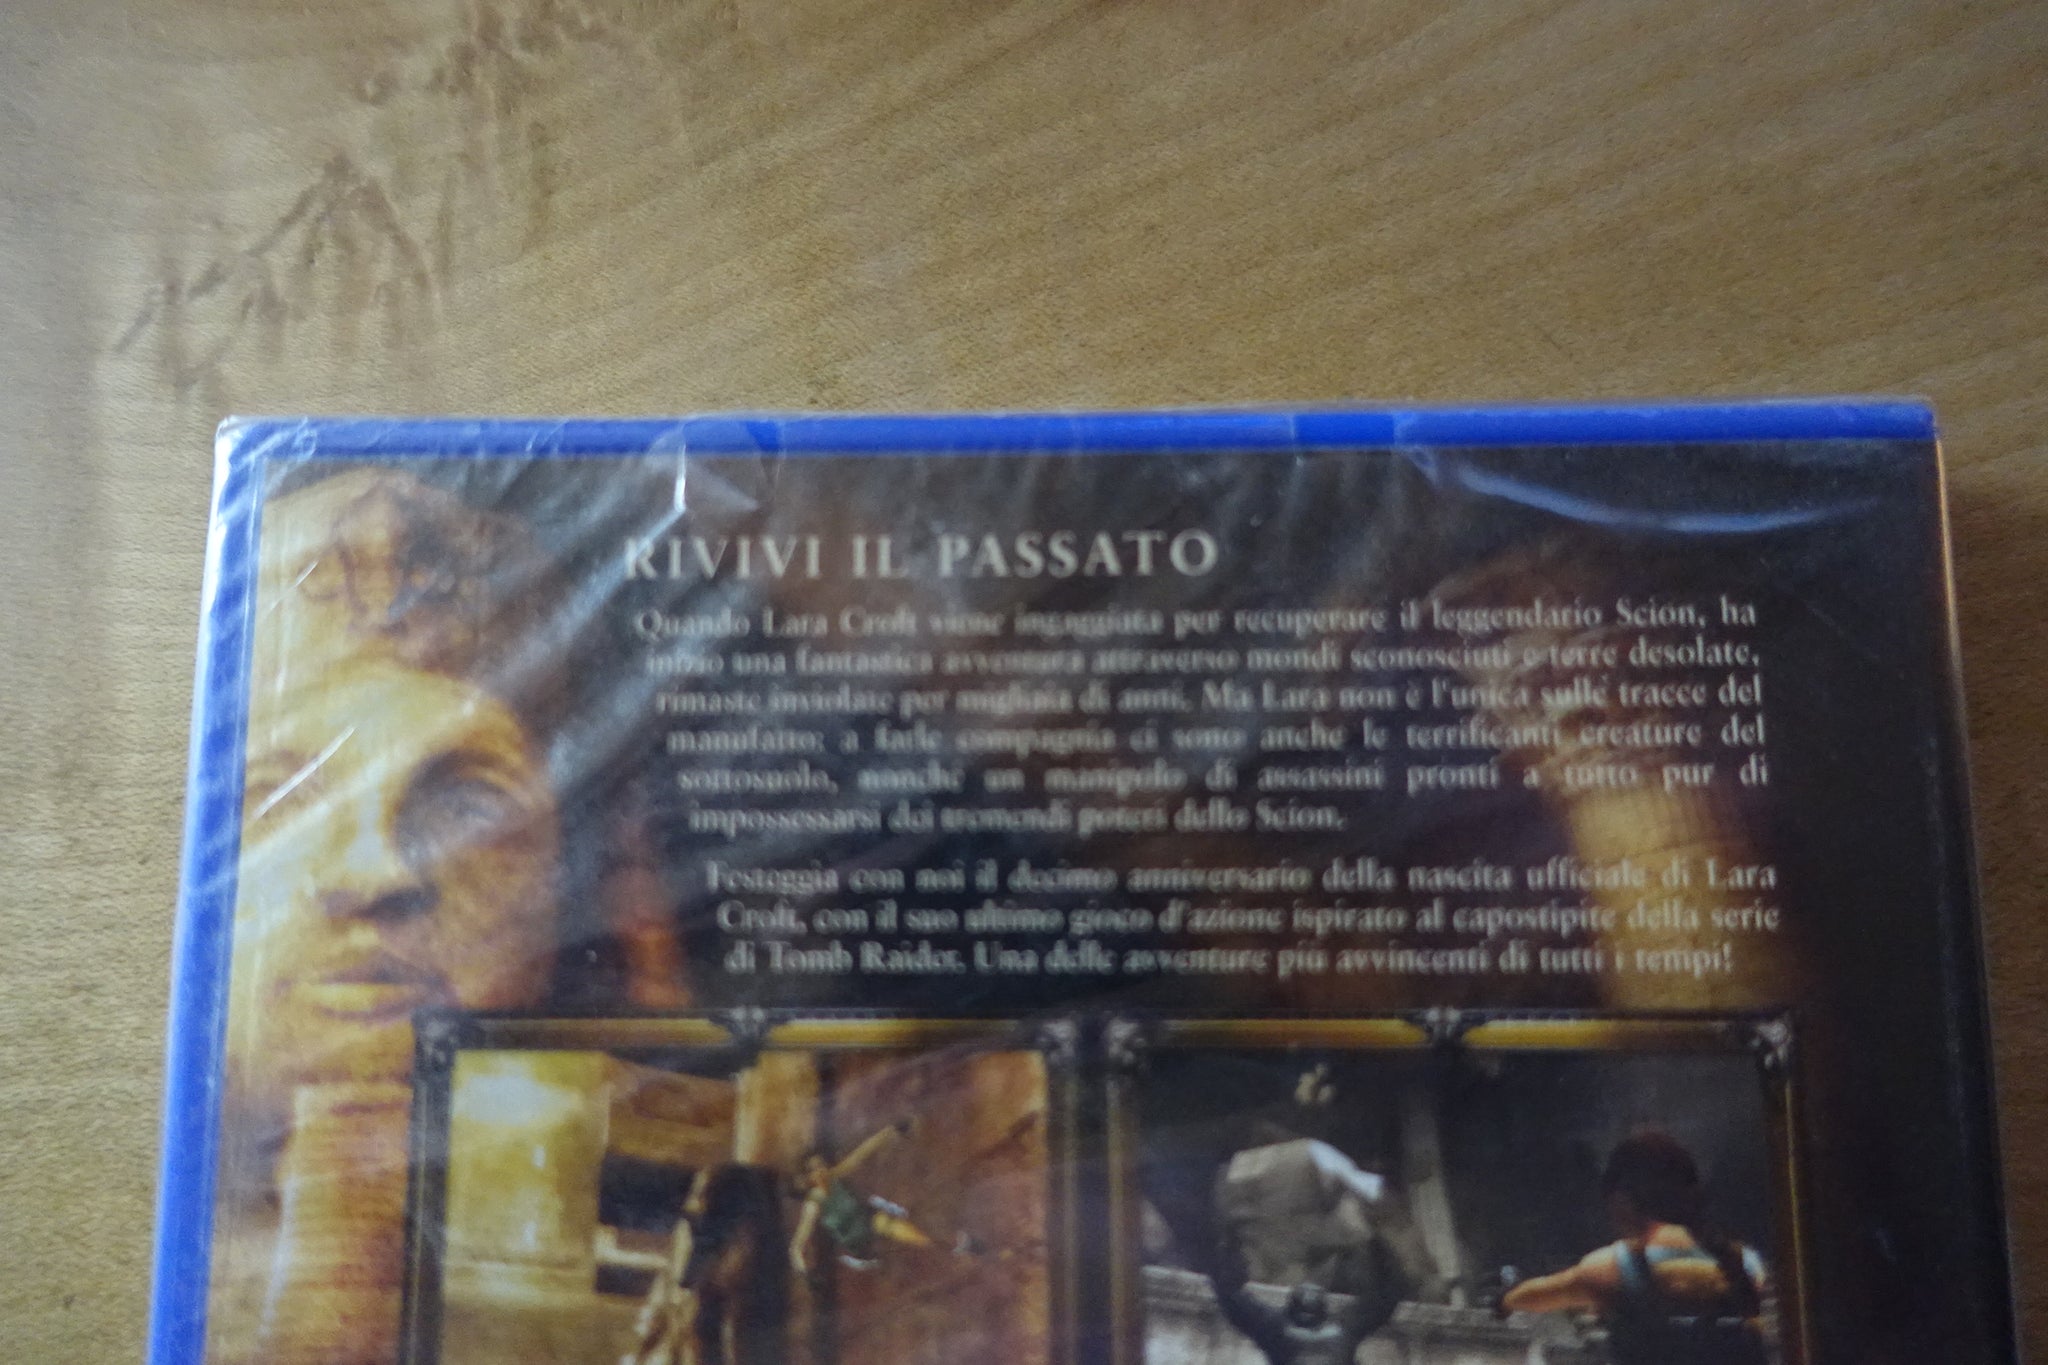 RIVIVI IL PASSATO
Quando Lara Croft viene ingaggiata per recuperare il leggendario Scion, ha
inizio una fantastica avventura attraverso mondi sconosciuti e terre desolate,
rimaste inviolate per migliaia di anni. Ma Lara non è l'unica sulle tracce del
manufatto: a farle compagnia ci sono anche le terrificanti creature del
sottosuolo, nonché un manipolo di assassini pronti a tutto pur di
impossessarsi dei tremendi poteri dello Scion.
Festeggia con noi il decimo anniversario della nascita ufficiale di Lara
Croft, con il suo ultimo gioco d'azione ispirato al capostipite della serie
di Tomb Raider. Una delle avventure più avvincenti di tutti i tempi!